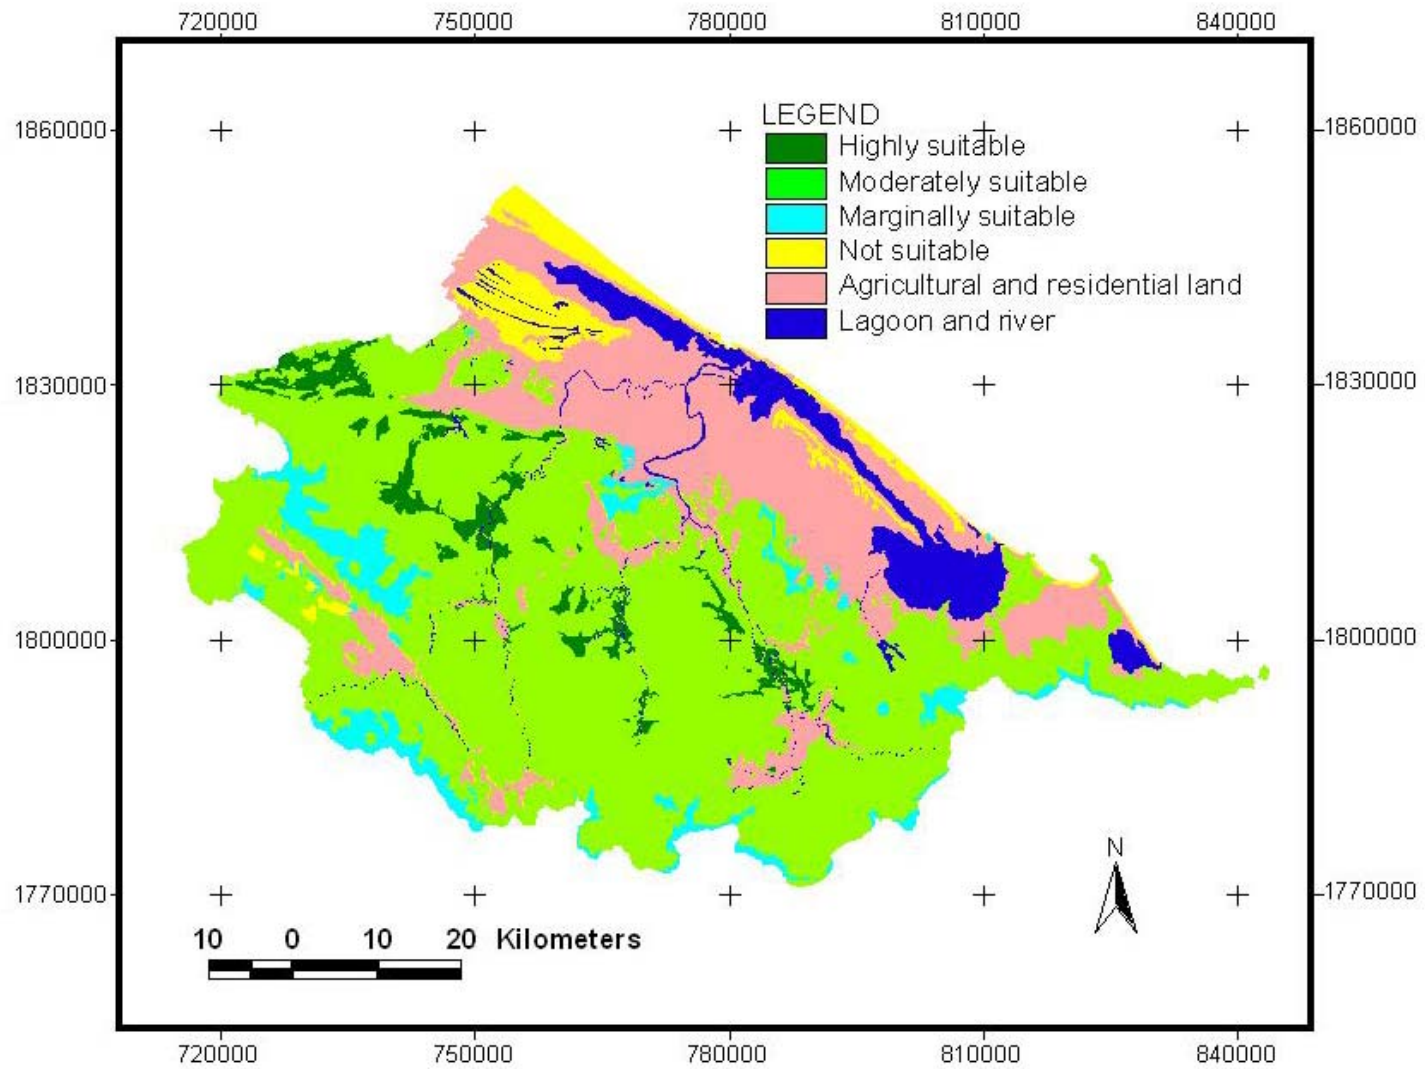 720000 750000 780000 810000 840000
LEGEND
1860000 1860000
Highly suitable
Moderately suitable
Marginally suitable
Not suitable
Agricultural and residential land
Lagoon and river
1830000 1830000
1800000 1800000
N
1770000 1770000
10 0 10 20 Kilometers
720000 750000 780000 810000 840000